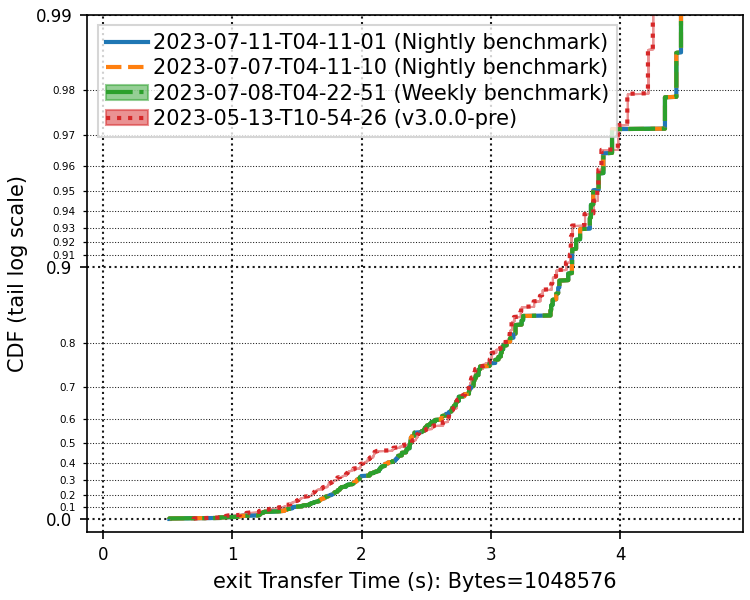 0.99
2023-07-11-T04-11-01 (Nightly benchmark)
2023-07-07-T04-11-10 (Nightly benchmark)
2023-07-08-T04-22-51 (Weekly benchmark)
2023-05-13-T10-54-26 (v3.0.0-pre)
0.98
0.97
0.96
0.95
0.94
0.93
0.92
0.91
0.9
0.8
0.7
0.6
0.5
0.4
0.3
0.2
0.1
0.0
CDF (tail log scale)
0 1 2 3 4
exit Transfer Time (s): Bytes=1048576